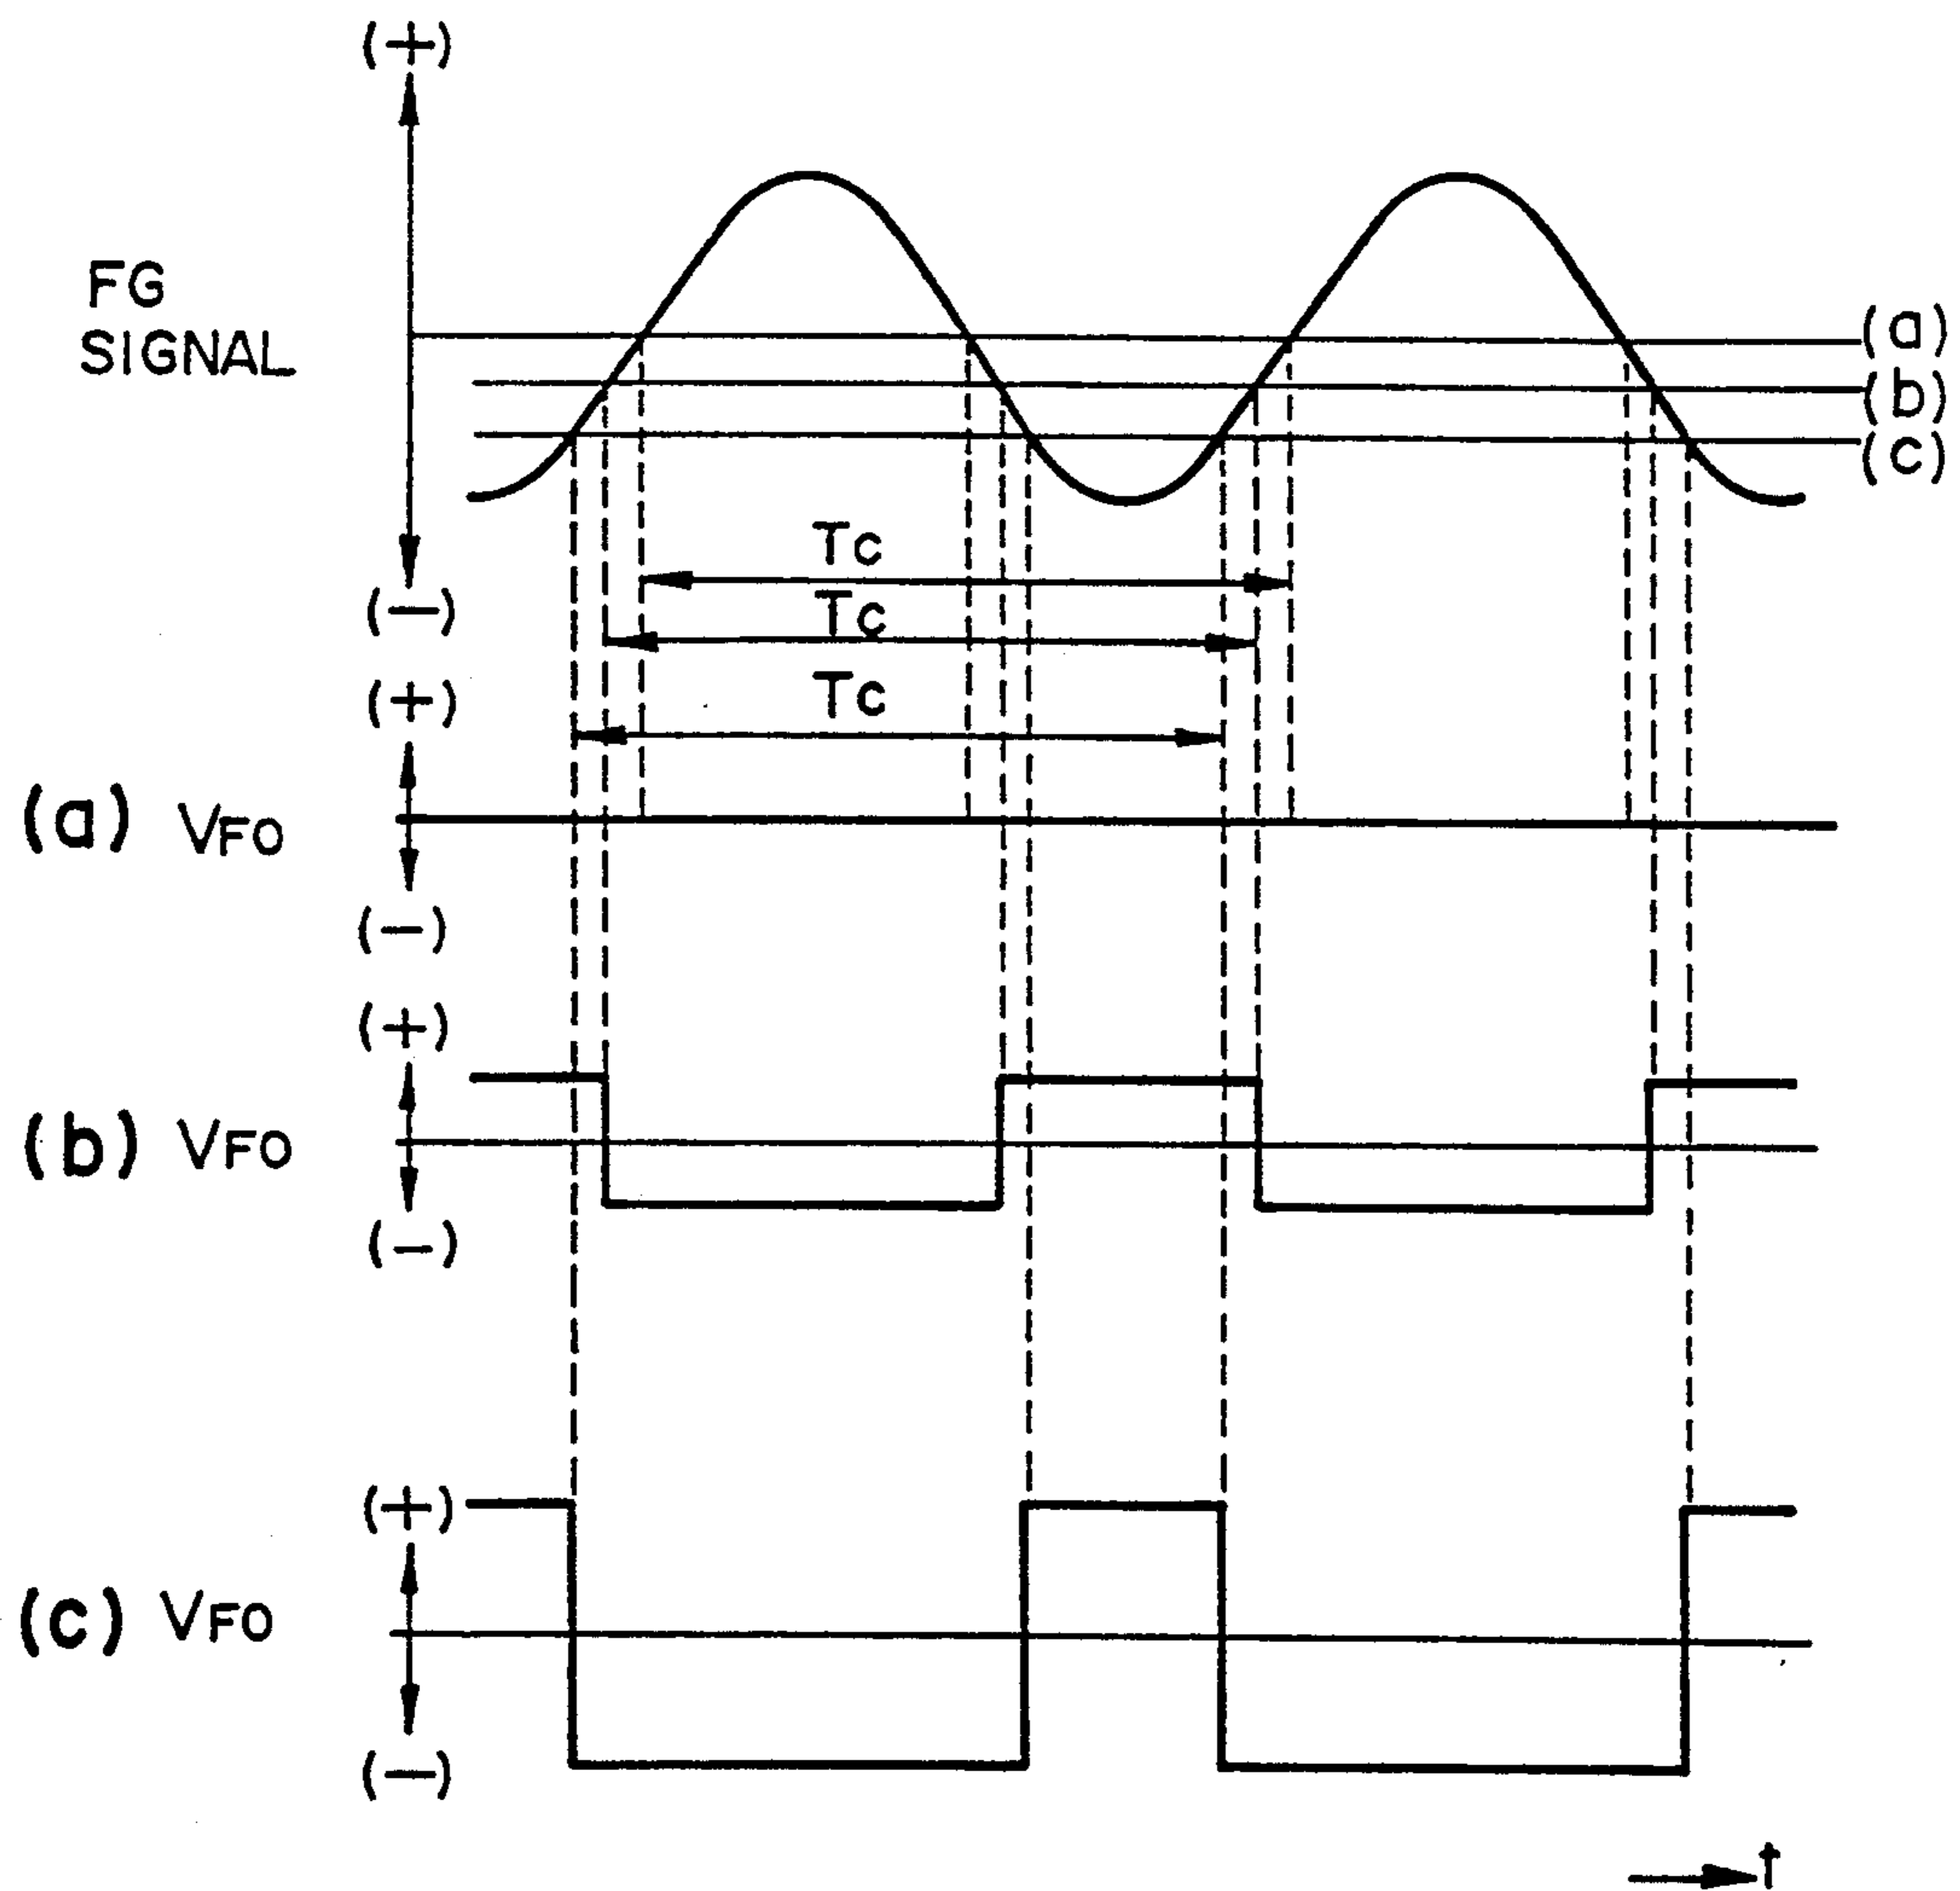 (+)
FG
SIGNAL
(a)
(b)
(c)
(−)
Tc
Tc
Tc
(+)
(a) VFO
(−)
(+)
(b) VFO
(−)
(+)
(c) VFO
(−)
t